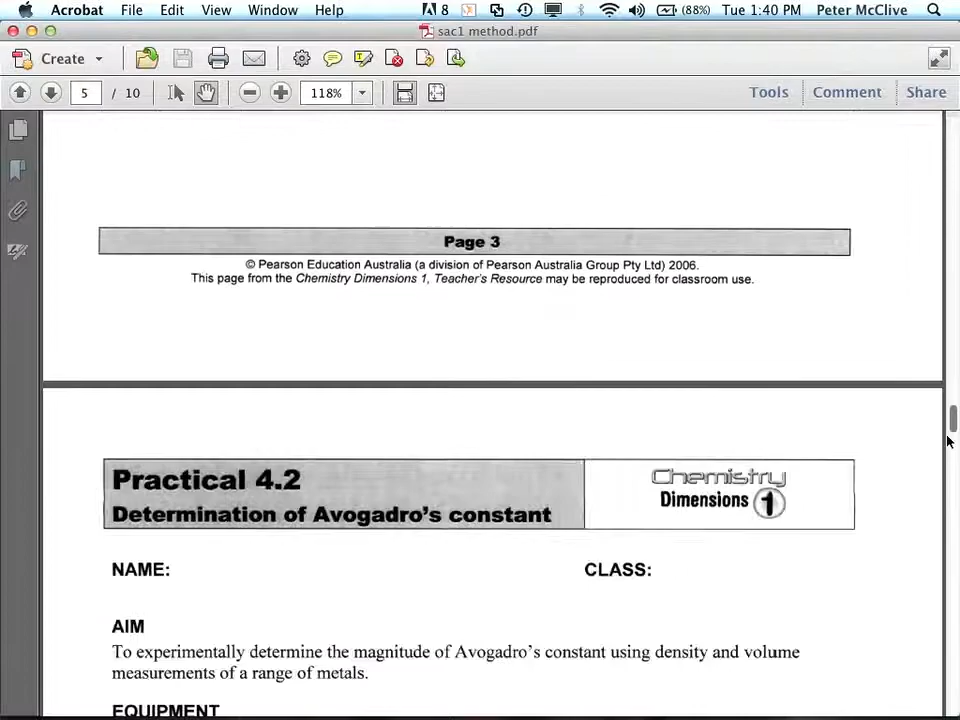 Acrobat File Edit View Window Help 8 (88%) Tue 1:40 PM Peter McClive
sac1 method.pdf
Create
5 / 10 118% Tools Comment Share
Page 3
© Pearson Education Australia (a division of Pearson Australia Group Pty Ltd) 2006.
This page from the Chemistry Dimensions 1, Teacher's Resource may be reproduced for classroom use.
Practical 4.2
Determination of Avogadro's constant
Chemistry
Dimensions 1
NAME: CLASS:
AIM
To experimentally determine the magnitude of Avogadro's constant using density and volume
measurements of a range of metals.
EQUIPMENT